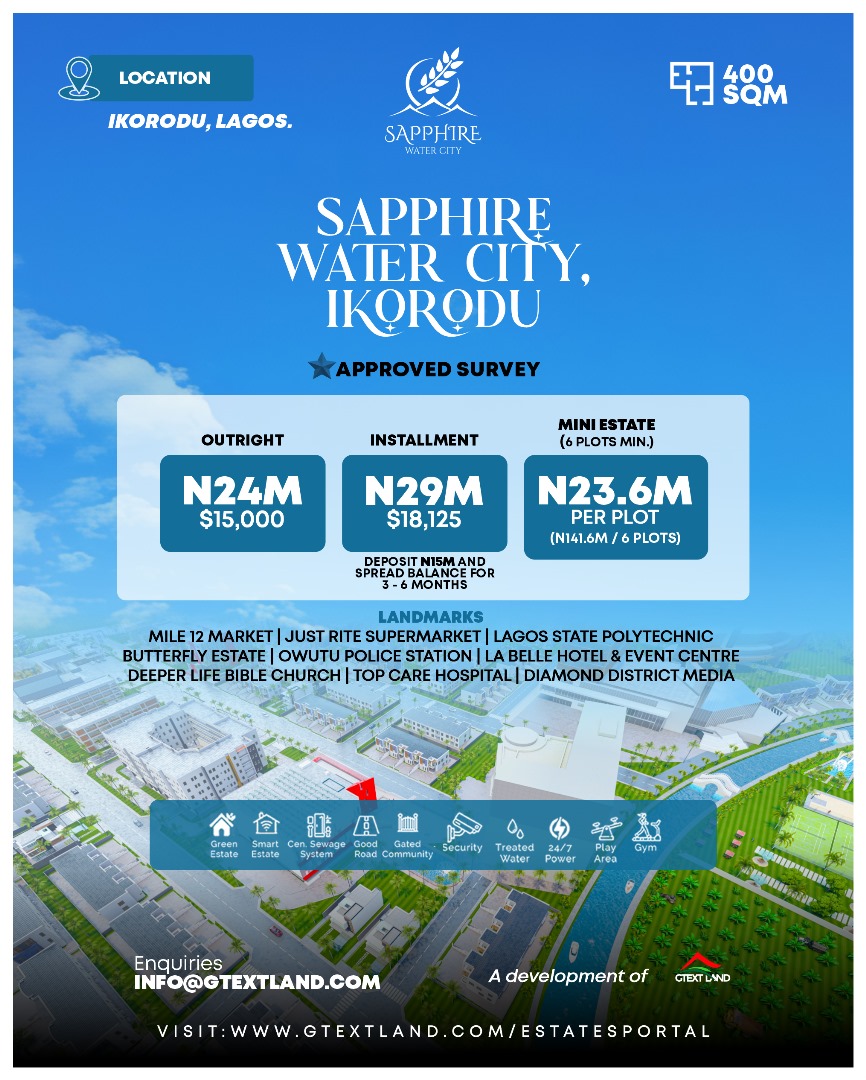 LOCATION
IKORODU, LAGOS.
SAPPHIRE
WATER CITY
400
SQM
SAPPHIRE
WATER CITY,
IKORODU
APPROVED SURVEY
OUTRIGHT
N24M
$15,000
INSTALLMENT
N29M
$18,125
DEPOSIT N15M AND
SPREAD BALANCE FOR
3 - 6 MONTHS
MINI ESTATE
(6 PLOTS MIN.)
N23.6M
PER PLOT
(N141.6M / 6 PLOTS)
LANDMARKS
MILE 12 MARKET | JUST RITE SUPERMARKET | LAGOS STATE POLYTECHNIC
BUTTERFLY ESTATE | OWUTU POLICE STATION | LA BELLE HOTEL & EVENT CENTRE
DEEPER LIFE BIBLE CHURCH | TOP CARE HOSPITAL | DIAMOND DISTRICT MEDIA
Green
Estate
Smart
Estate
Cen. Sewage
System
Good
Road
Gated
Community
Security
Treated
Water
24/7
Power
Play
Area
Gym
Enquiries
INFO@GTEXTLAND.COM
A development of
GTEXT LAND
VISIT:WWW.GTEXTLAND.COM/ESTATESPORTAL